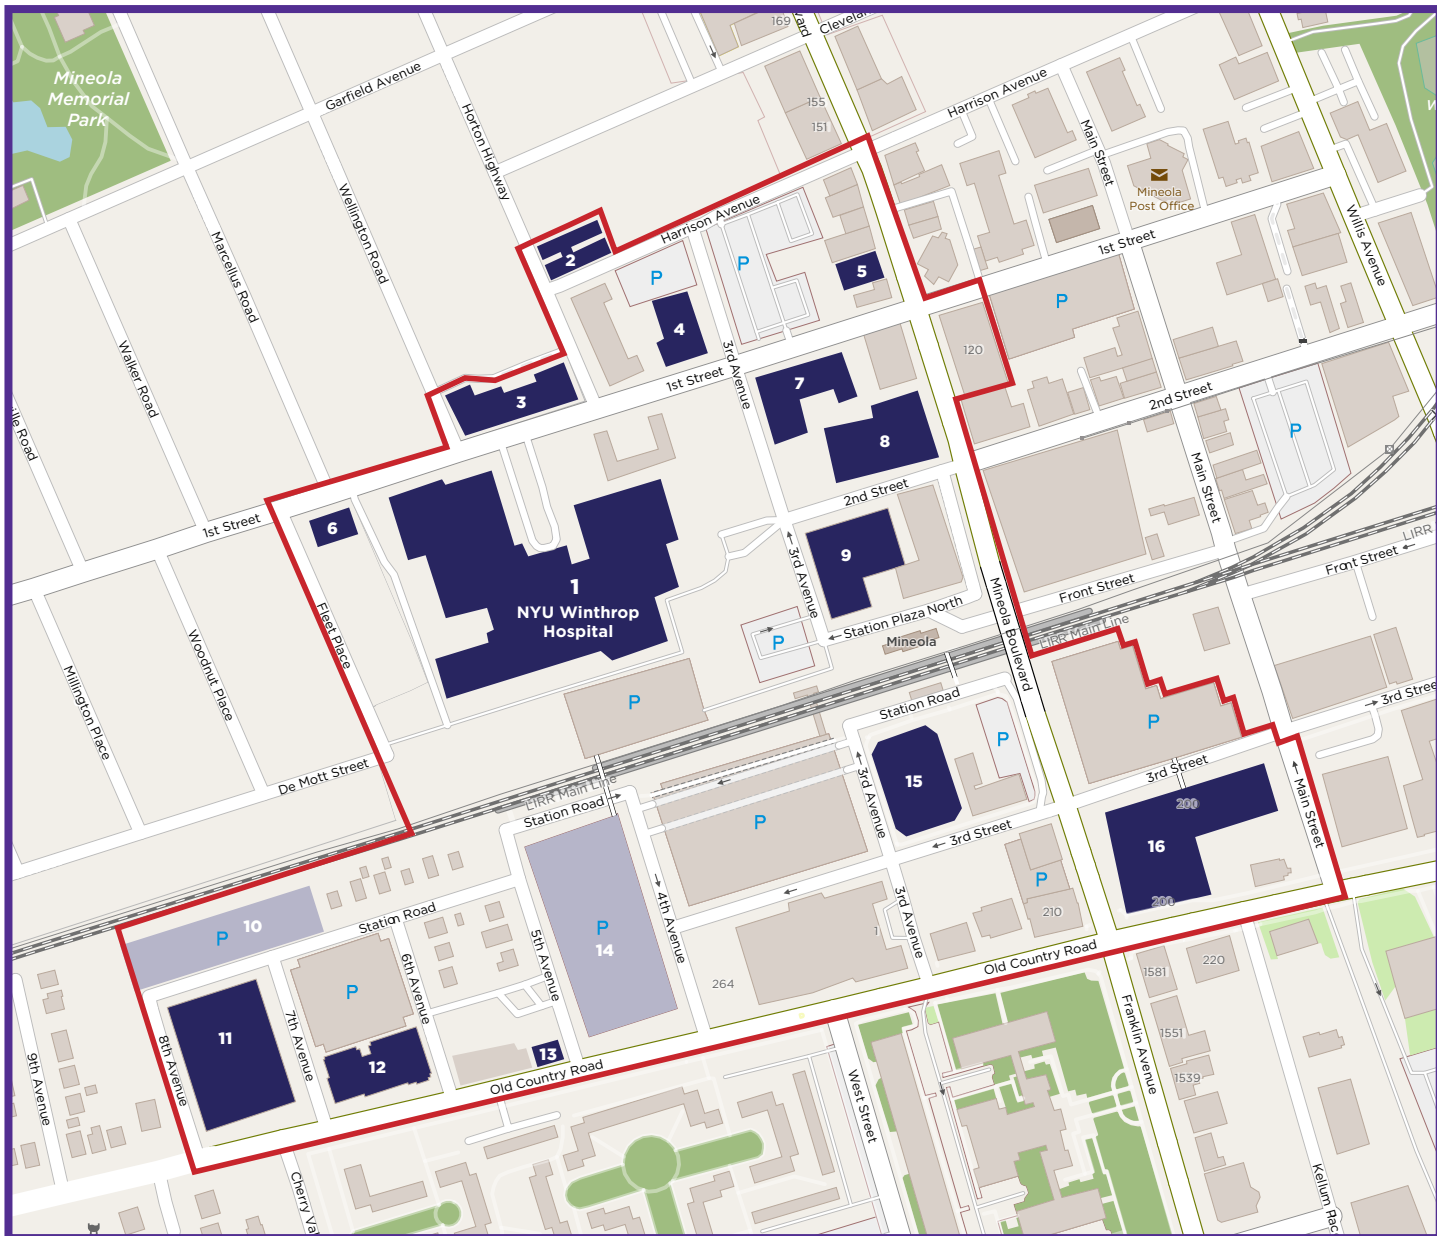 169
vard
Clevelan
Mineola
Memorial
Park
Garfield Avenue
Horton Highway
155
151
Harrison Avenue
Main Street
Mineola
Post Office
W
Wellington Road
Marcellus Road
Harrison Avenue
Willis Avenue
1st Street
2
P
P
5
4
P
120
Walker Road
3
1st Street
3rd Avenue
7
8
2nd Street
P
ille Road
Main Street
1st Street
6
2nd Street
9
3rd Avenue
1
NYU Winthrop
Hospital
Fleet Place
Woodnut Place
Millington Place
De Mott Street
Station Plaza North
Mineola
P
Mineola Boulevard
Front Street
Front Street
LIRR
LIRR Main Line
P
Station Road
P
P
3rd Stree
3rd Street
15
3rd Avenue
LIRR Main Line
Station Road
P
3rd Street
200
16
200
Main Street
P
210
10
P
Station Road
5th Avenue
P
14
4th Avenue
3rd Avenue
1
264
Old Country Road
P
6th Avenue
7th Avenue
11
8th Avenue
9th Avenue
12
13
Old Country Road
1581
220
1551
1539
Franklin Avenue
West Street
Cherry Va
Kellum Plac